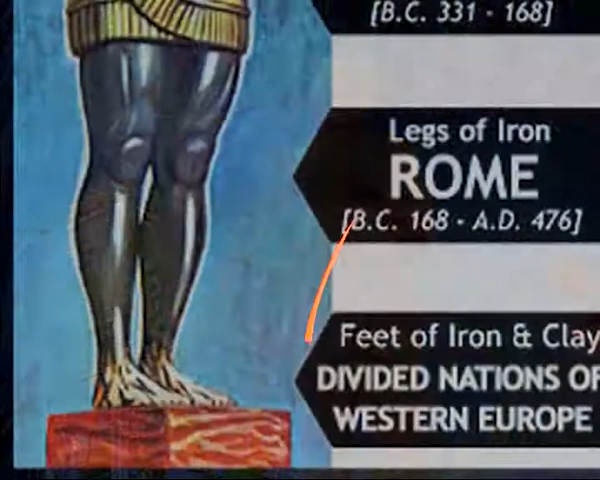 [B.C. 331 - 168]
Legs of Iron
ROME
[B.C. 168 - A.D. 476]
Feet of Iron & Clay
DIVIDED NATIONS OF
WESTERN EUROPE